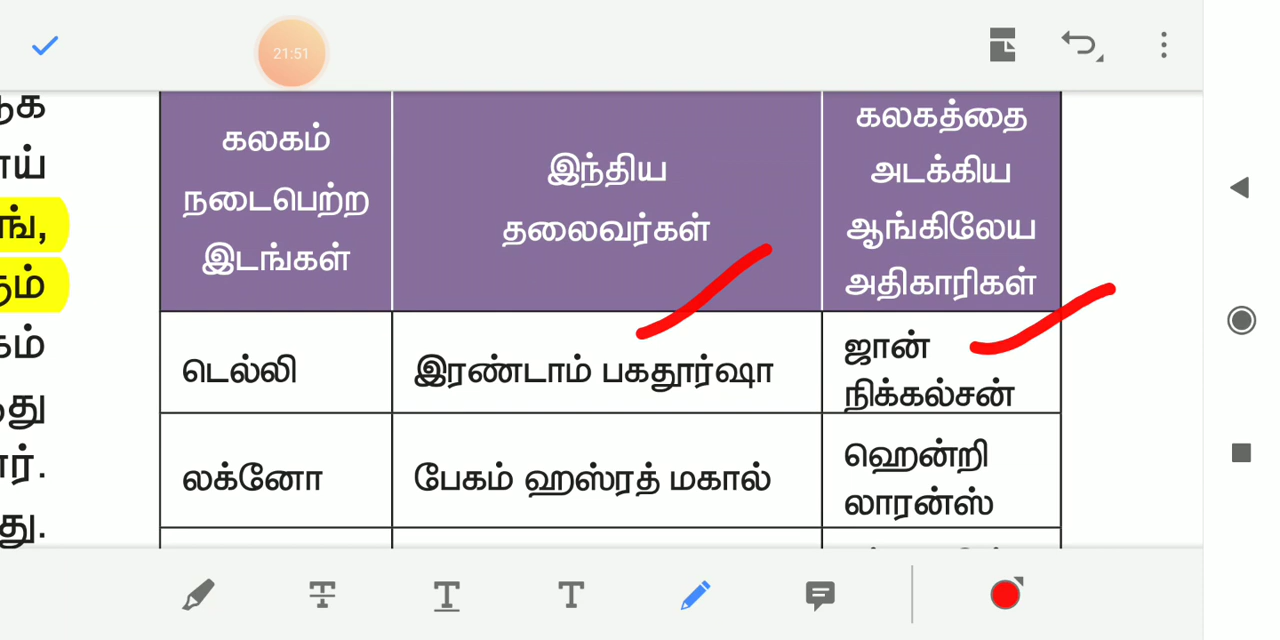 21:51
கலகம்
நடைபெற்ற
இடங்கள்
இந்திய
தலைவர்கள்
கலகத்தை
அடக்கிய
ஆங்கிலேய
அதிகாரிகள்
டெல்லி
இரண்டாம் பகதூர்ஷா
ஜான்
நிக்கல்சன்
லக்னோ
பேகம் ஹஸ்ரத் மகால்
ஹென்றி
லாரன்ஸ்